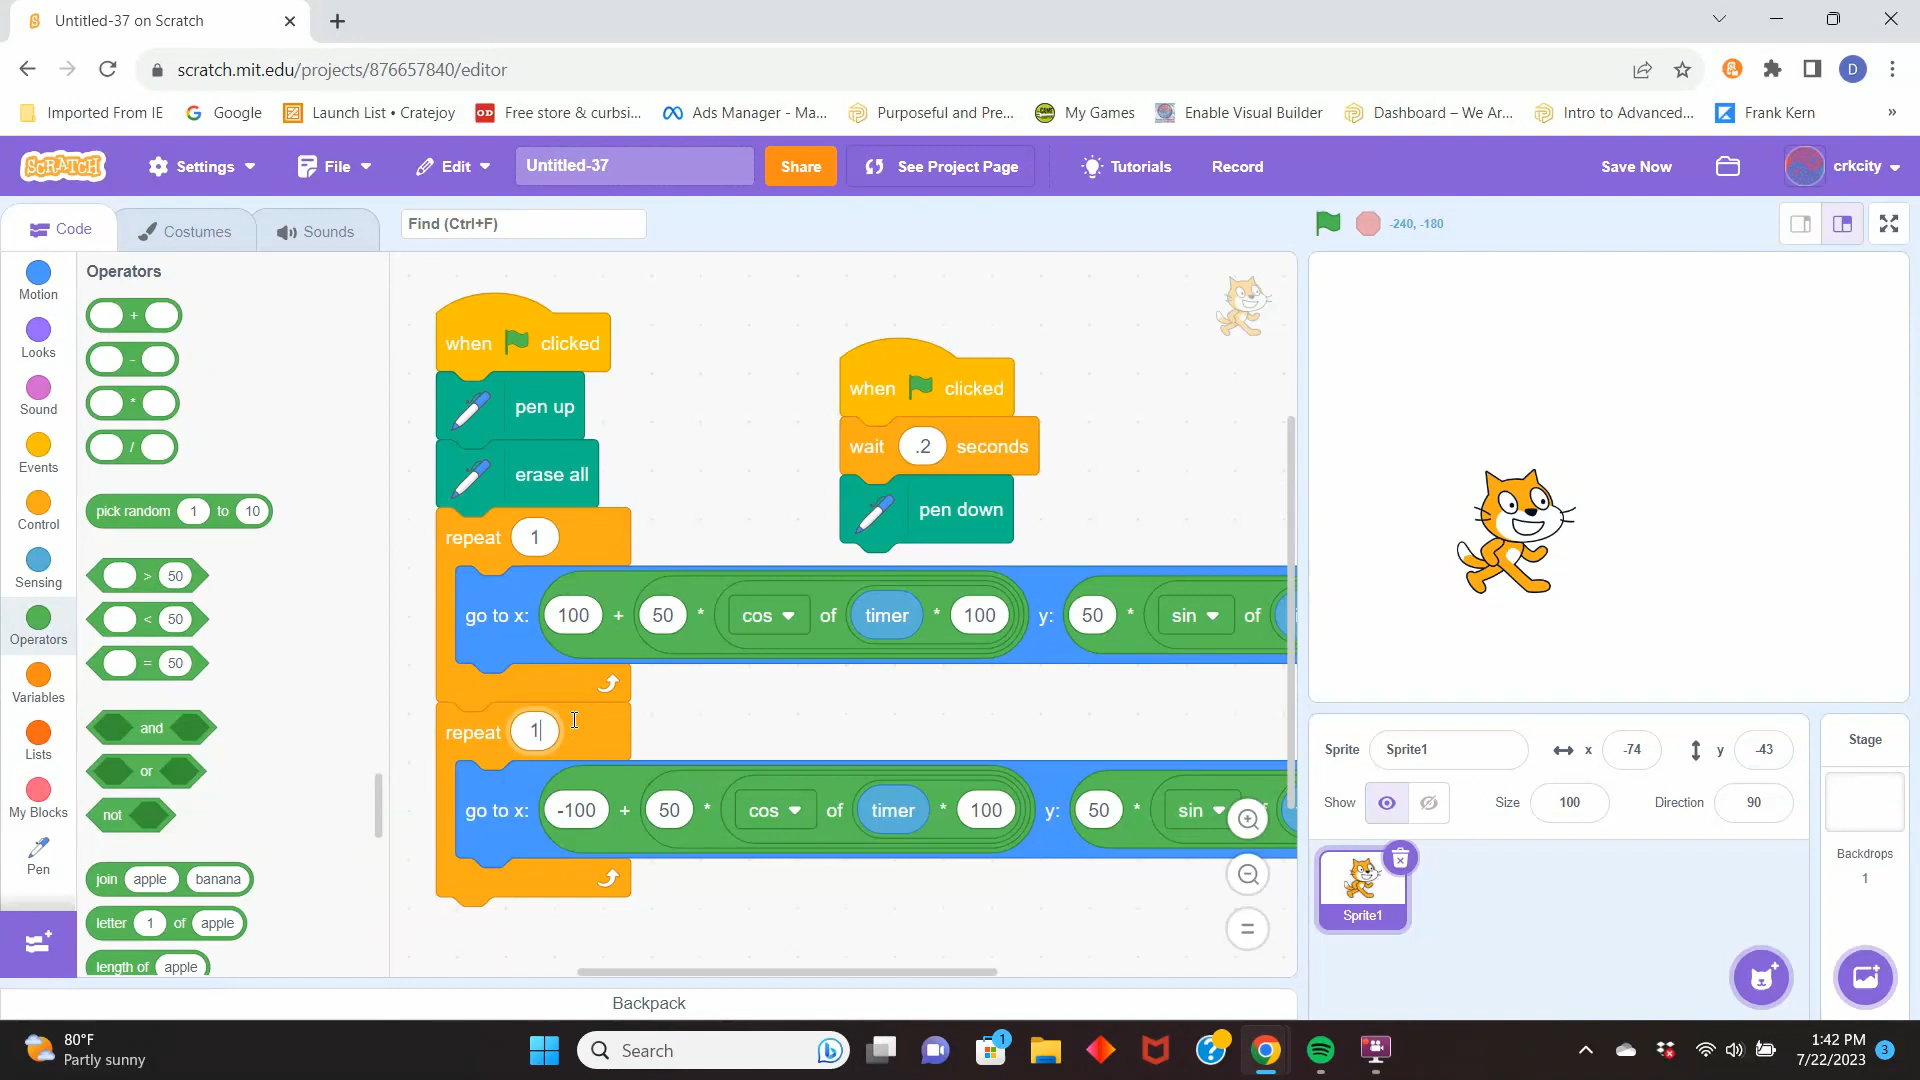 Untitled-37 on Scratch
scratch.mit.edu/projects/876657840/editor
D
Imported From IE
Google
Launch List • Cratejoy
Free store & curbsi...
Ads Manager - Ma...
Purposeful and Pre...
My Games
Enable Visual Builder
Dashboard – We Ar...
Intro to Advanced...
Frank Kern
»
SCRATCH
Settings
File
Edit
Untitled-37
Share
See Project Page
Tutorials
Record
Save Now
crkcity
Code
Costumes
Sounds
Find (Ctrl+F)
-240, -180
Motion
Looks
Sound
Events
Control
Sensing
Operators
Variables
Lists
My Blocks
Pen
Operators
+
-
*
/
pick random 1 to 10
> 50
< 50
= 50
and
or
not
join apple banana
letter 1 of apple
length of apple
when clicked
pen up
erase all
repeat 1
go to x: 100 + 50 * cos of timer * 100 y: 50 * sin of
repeat 1
go to x: -100 + 50 * cos of timer * 100 y: 50 * sin
when clicked
wait .2 seconds
pen down
Backpack
Sprite Sprite1 x -74 y -43
Show Size 100 Direction 90
Sprite1
Stage
Backdrops
1
80°F
Partly sunny
Search
1
1:42 PM
7/22/2023
3